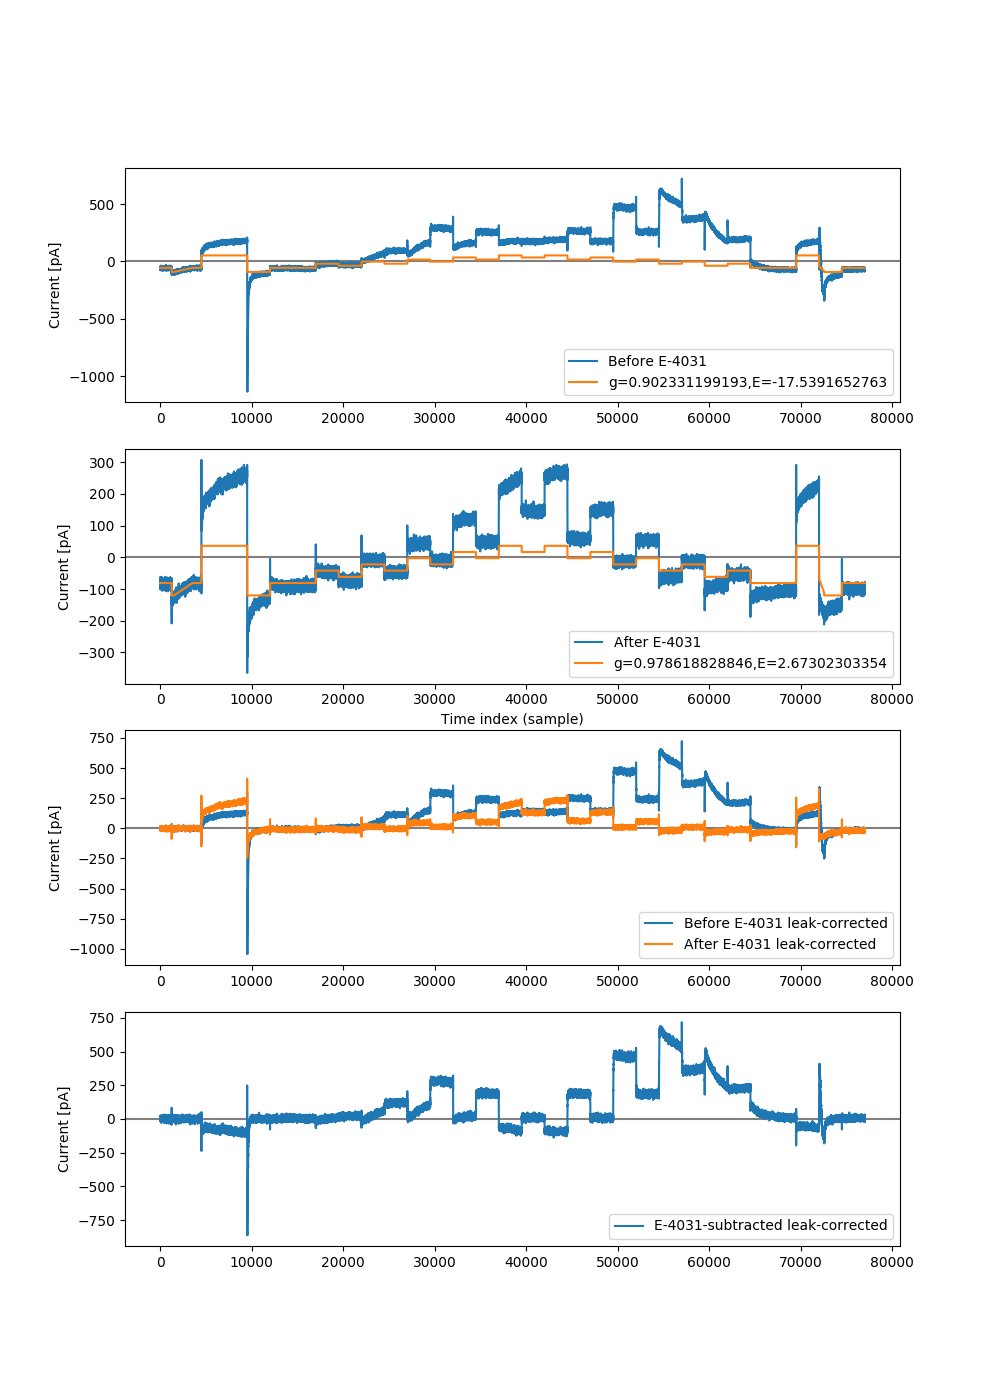 500
0
−500
−1000
Current [pA]
Before E-4031
g=0.902331199193,E=-17.5391652763
0 10000 20000 30000 40000 50000 60000 70000 80000
300
200
100
0
−100
−200
−300
Current [pA]
After E-4031
g=0.978618828846,E=2.67302303354
0 10000 20000 30000 40000 50000 60000 70000 80000
Time index (sample)
750
500
250
0
−250
−500
−750
−1000
Current [pA]
Before E-4031 leak-corrected
After E-4031 leak-corrected
0 10000 20000 30000 40000 50000 60000 70000 80000
750
500
250
0
−250
−500
−750
Current [pA]
E-4031-subtracted leak-corrected
0 10000 20000 30000 40000 50000 60000 70000 80000